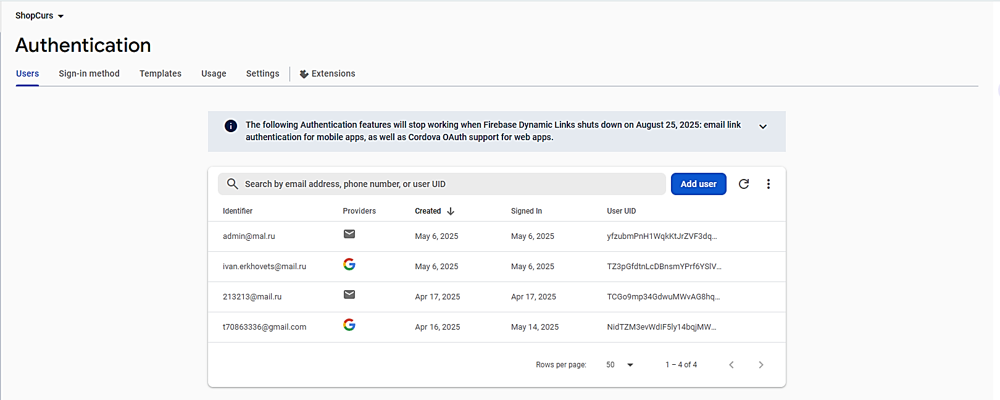 ShopCurs
Authentication
Users Sign-in method Templates Usage Settings Extensions
The following Authentication features will stop working when Firebase Dynamic Links shuts down on August 25, 2025: email link
authentication for mobile apps, as well as Cordova OAuth support for web apps.
Search by email address, phone number, or user UID Add user
Identifier Providers Created Signed In User UID
admin@mal.ru May 6, 2025 May 6, 2025 yfzubmPnH1WqkKtJrZVF3dq...
ivan.erkhovets@mail.ru May 6, 2025 May 6, 2025 TZ3pGfdtnLcDBnsmYPrf6YSlV...
213213@mail.ru Apr 17, 2025 Apr 17, 2025 TCGo9mp34GdwuMWvAG8hq...
t70863336@gmail.com Apr 16, 2025 May 14, 2025 NidTZM3evWdIF5ly14bqjMW...
Rows per page: 50 1 – 4 of 4